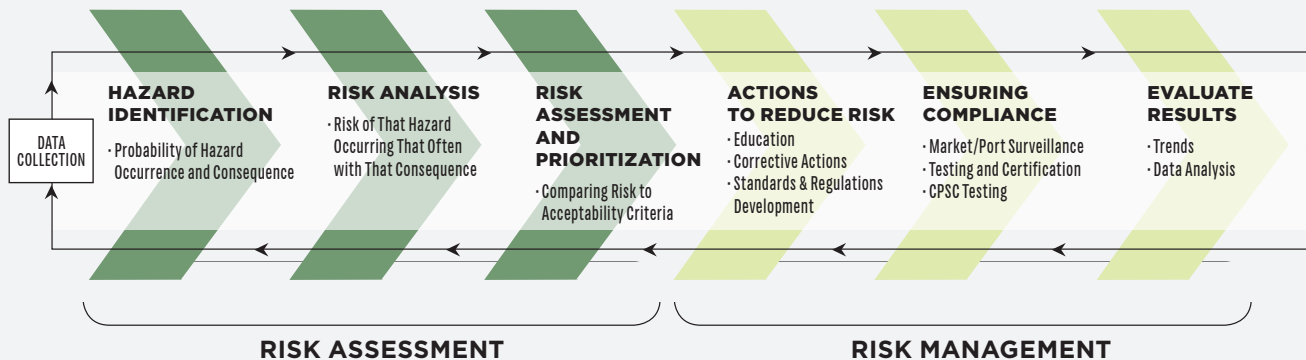 DATA
COLLECTION
HAZARD
IDENTIFICATION
· Probability of Hazard
Occurrence and Consequence
RISK ANALYSIS
· Risk of That Hazard
Occurring That Often
with That Consequence
RISK
ASSESSMENT
AND
PRIORITIZATION
· Comparing Risk to
Acceptability Criteria
ACTIONS
TO REDUCE RISK
· Education
· Corrective Actions
· Standards & Regulations
Development
ENSURING
COMPLIANCE
· Market/Port Surveillance
· Testing and Certification
· CPSC Testing
EVALUATE
RESULTS
· Trends
· Data Analysis
RISK ASSESSMENT
RISK MANAGEMENT